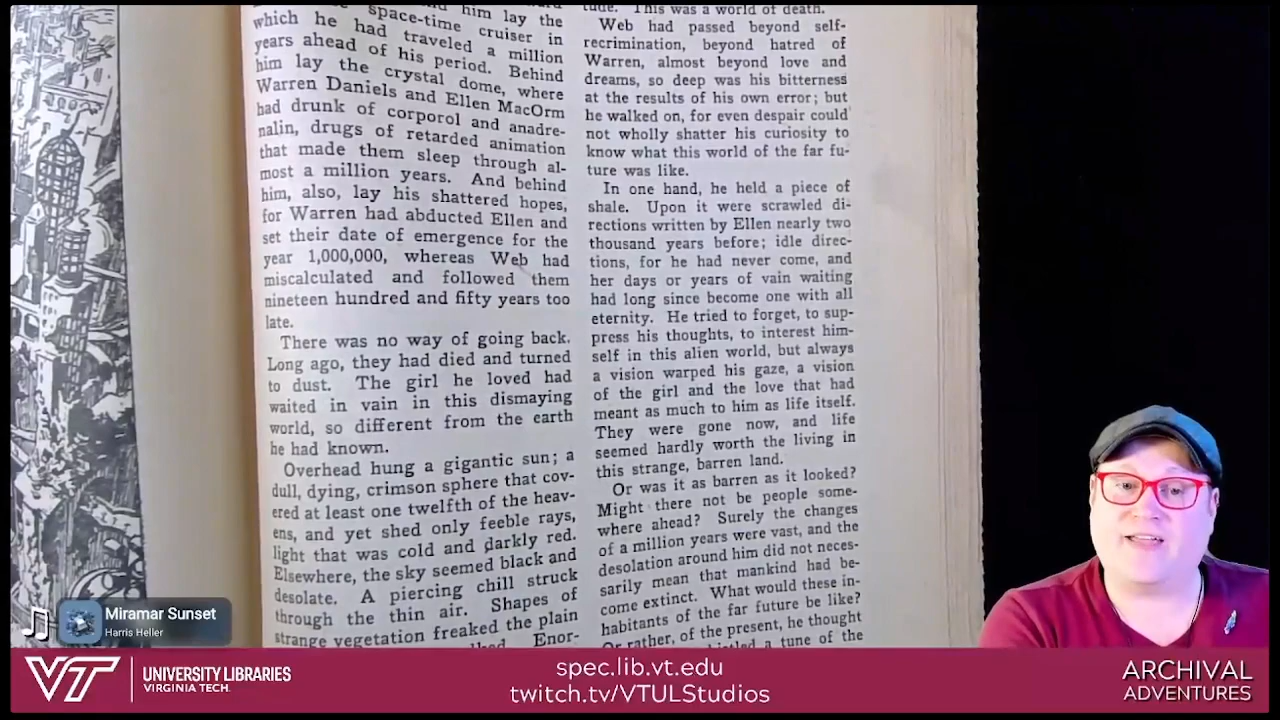 him lay the
space-time cruiser in
which he had traveled a million
years ahead of his period. Behind
him lay the crystal dome, where
Warren Daniels and Ellen MacOrm
had drunk of corporol and anadre-
nalin, drugs of retarded animation
that made them sleep through al-
most a million years. And behind
him, also, lay his shattered hopes,
for Warren had abducted Ellen and
set their date of emergence for the
year 1,000,000, whereas Web had
miscalculated and followed them
nineteen hundred and fifty years too
late.
There was no way of going back.
Long ago, they had died and turned
to dust. The girl he loved had
waited in vain in this dismaying
world, so different from the earth
he had known.
Overhead hung a gigantic sun; a
dull, dying, crimson sphere that cov-
ered at least one twelfth of the heav-
ens, and yet shed only feeble rays,
light that was cold and darkly red.
Elsewhere, the sky seemed black and
desolate. A piercing chill struck
through the thin air. Shapes of
strange vegetation freaked the plain
Enor-
This was a world of death.
Web had passed beyond self-
recrimination, beyond hatred of
Warren, almost beyond love and
dreams, so deep was his bitterness
at the results of his own error; but
he walked on, for even despair could
not wholly shatter his curiosity to
know what this world of the far fu-
ture was like.
In one hand, he held a piece of
shale. Upon it were scrawled di-
rections written by Ellen nearly two
thousand years before; idle direc-
tions, for he had never come, and
her days or years of vain waiting
had long since become one with all
eternity. He tried to forget, to sup-
press his thoughts, to interest him-
self in this alien world, but always
a vision warped his gaze, a vision
of the girl and the love that had
meant as much to him as life itself.
They were gone now, and life
seemed hardly worth the living in
this strange, barren land.
Or was it as barren as it looked?
Might there not be people some-
where ahead? Surely the changes
of a million years were vast, and the
desolation around him did not neces-
sarily mean that mankind had be-
come extinct. What would these in-
habitants of the far future be like?
Or rather, of the present, he thought
a tune of the
Miramar Sunset
Harris Heller
VT UNIVERSITY LIBRARIES
VIRGINIA TECH.
spec.lib.vt.edu
twitch.tv/VTULStudios
ARCHIVAL
ADVENTURES